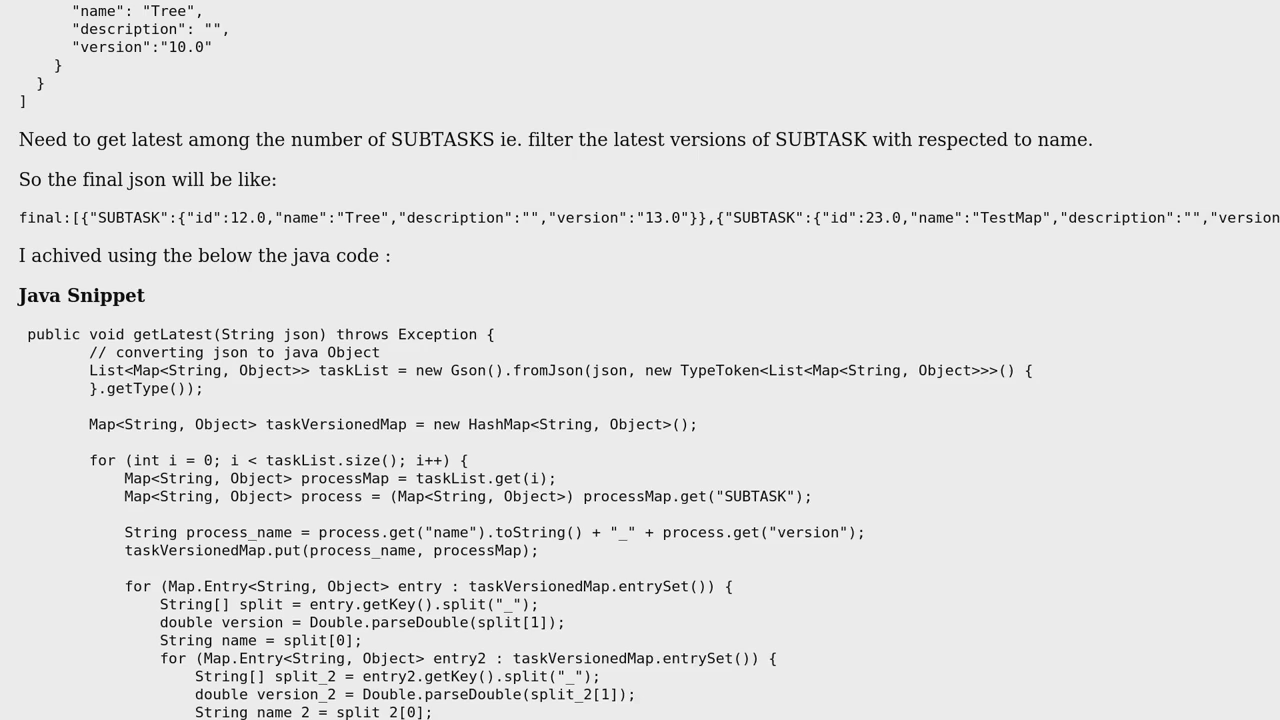 "name": "Tree",
"description": "",
"version":"10.0"
}
}
]
Need to get latest among the number of SUBTASKS ie. filter the latest versions of SUBTASK with respected to name.
So the final json will be like:
final:[{"SUBTASK":{"id":12.0,"name":"Tree","description":"","version":"13.0"}},{"SUBTASK":{"id":23.0,"name":"TestMap","description":"","version
I achived using the below the java code :
Java Snippet
public void getLatest(String json) throws Exception {
// converting json to java Object
List<Map<String, Object>> taskList = new Gson().fromJson(json, new TypeToken<List<Map<String, Object>>>() {
}.getType());
Map<String, Object> taskVersionedMap = new HashMap<String, Object>();
for (int i = 0; i < taskList.size(); i++) {
Map<String, Object> processMap = taskList.get(i);
Map<String, Object> process = (Map<String, Object>) processMap.get("SUBTASK");
String process_name = process.get("name").toString() + "_" + process.get("version");
taskVersionedMap.put(process_name, processMap);
for (Map.Entry<String, Object> entry : taskVersionedMap.entrySet()) {
String[] split = entry.getKey().split("_");
double version = Double.parseDouble(split[1]);
String name = split[0];
for (Map.Entry<String, Object> entry2 : taskVersionedMap.entrySet()) {
String[] split_2 = entry2.getKey().split("_");
double version_2 = Double.parseDouble(split_2[1]);
String name_2 = split_2[0];